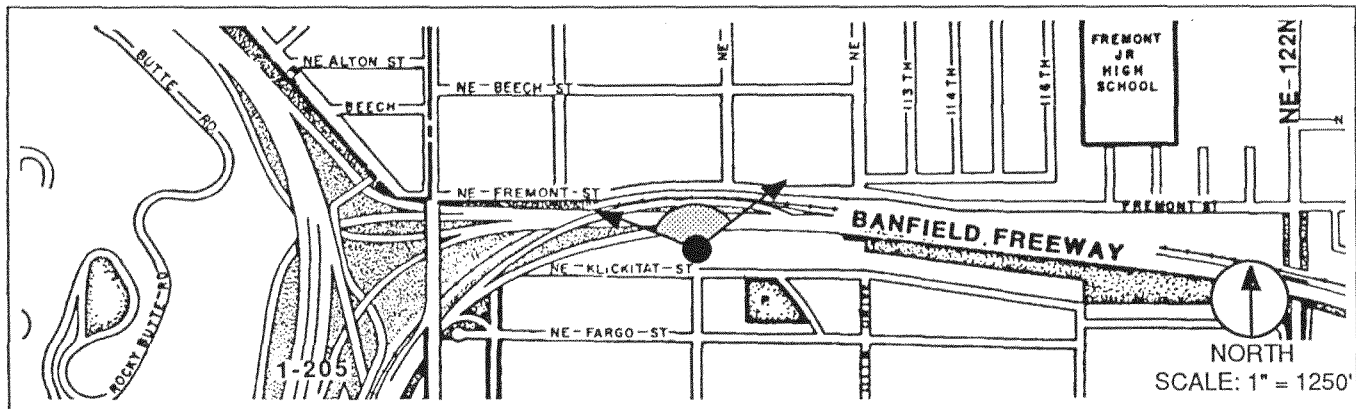 BUTTE RD.
NE ALTON ST
BEECH
NE-BEECH ST
NE
NE
113TH
114TH
116TH
FREMONT
JR
HIGH
SCHOOL
NE-122N
N
NE-FREMONT-ST
FREMONT ST
BANFIELD. FREEWAY
NE-KLICKITAT-ST
P.
NE-FARGO-ST
ROCKY BUTTE RD
1-205
NORTH
SCALE: 1" = 1250'